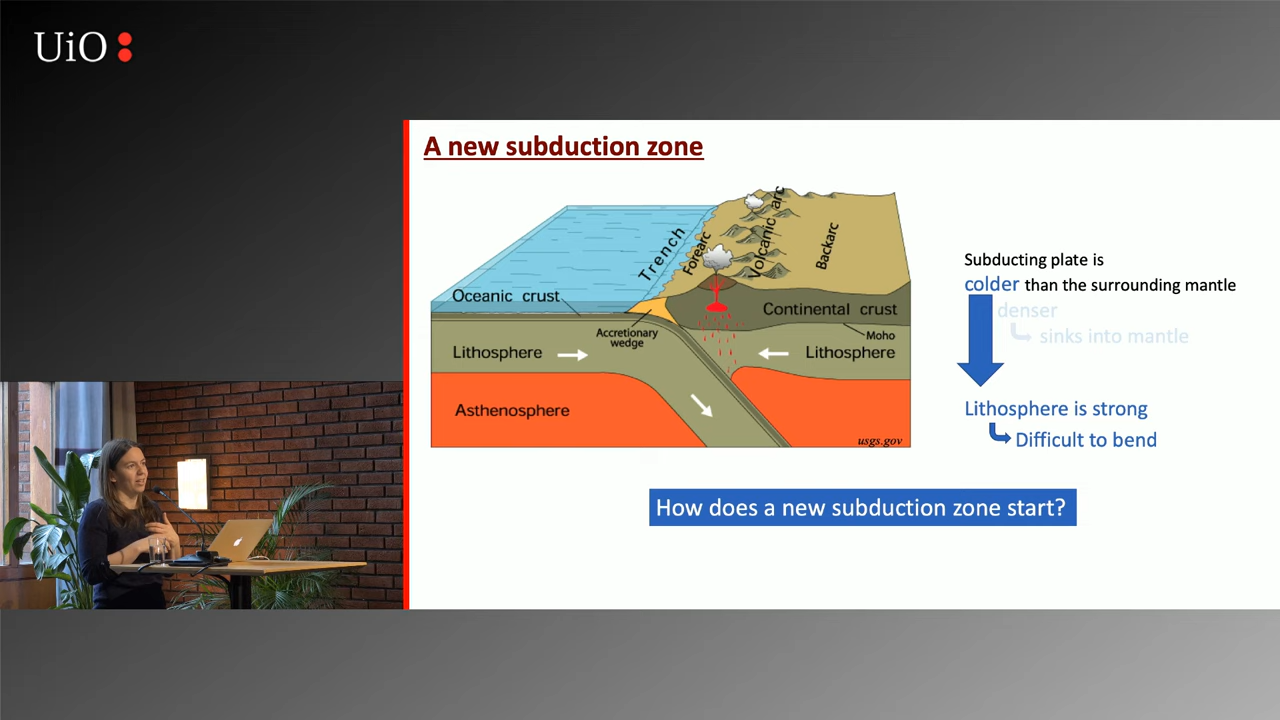 UiO:
A new subduction zone
Trench
Forearc
Volcanic arc
Backarc
Oceanic crust
Accretionary
wedge
Continental crust
Moho
Lithosphere
Lithosphere
Asthenosphere
usgs.gov
Subducting plate is
colder than the surrounding mantle
denser
sinks into mantle
Lithosphere is strong
Difficult to bend
How does a new subduction zone start?